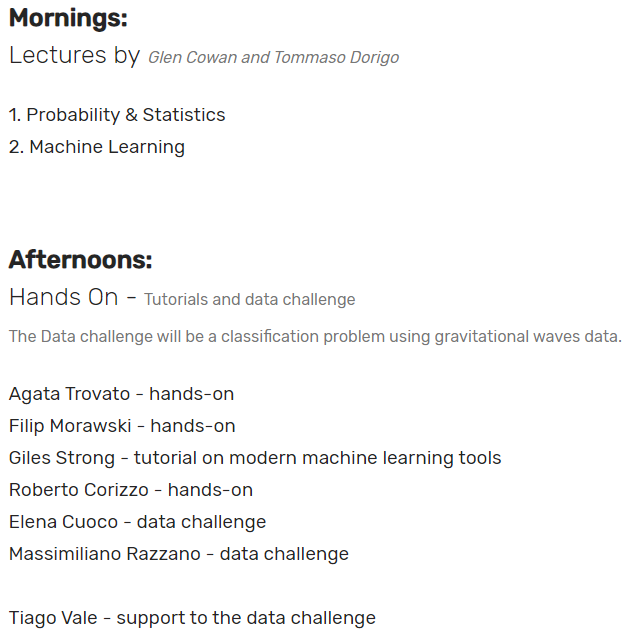 Mornings:
Lectures by Glen Cowan and Tommaso Dorigo
1. Probability & Statistics
2. Machine Learning
Afternoons:
Hands On - Tutorials and data challenge
The Data challenge will be a classification problem using gravitational waves data.
Agata Trovato - hands-on
Filip Morawski - hands-on
Giles Strong - tutorial on modern machine learning tools
Roberto Corizzo - hands-on
Elena Cuoco - data challenge
Massimiliano Razzano - data challenge
Tiago Vale - support to the data challenge